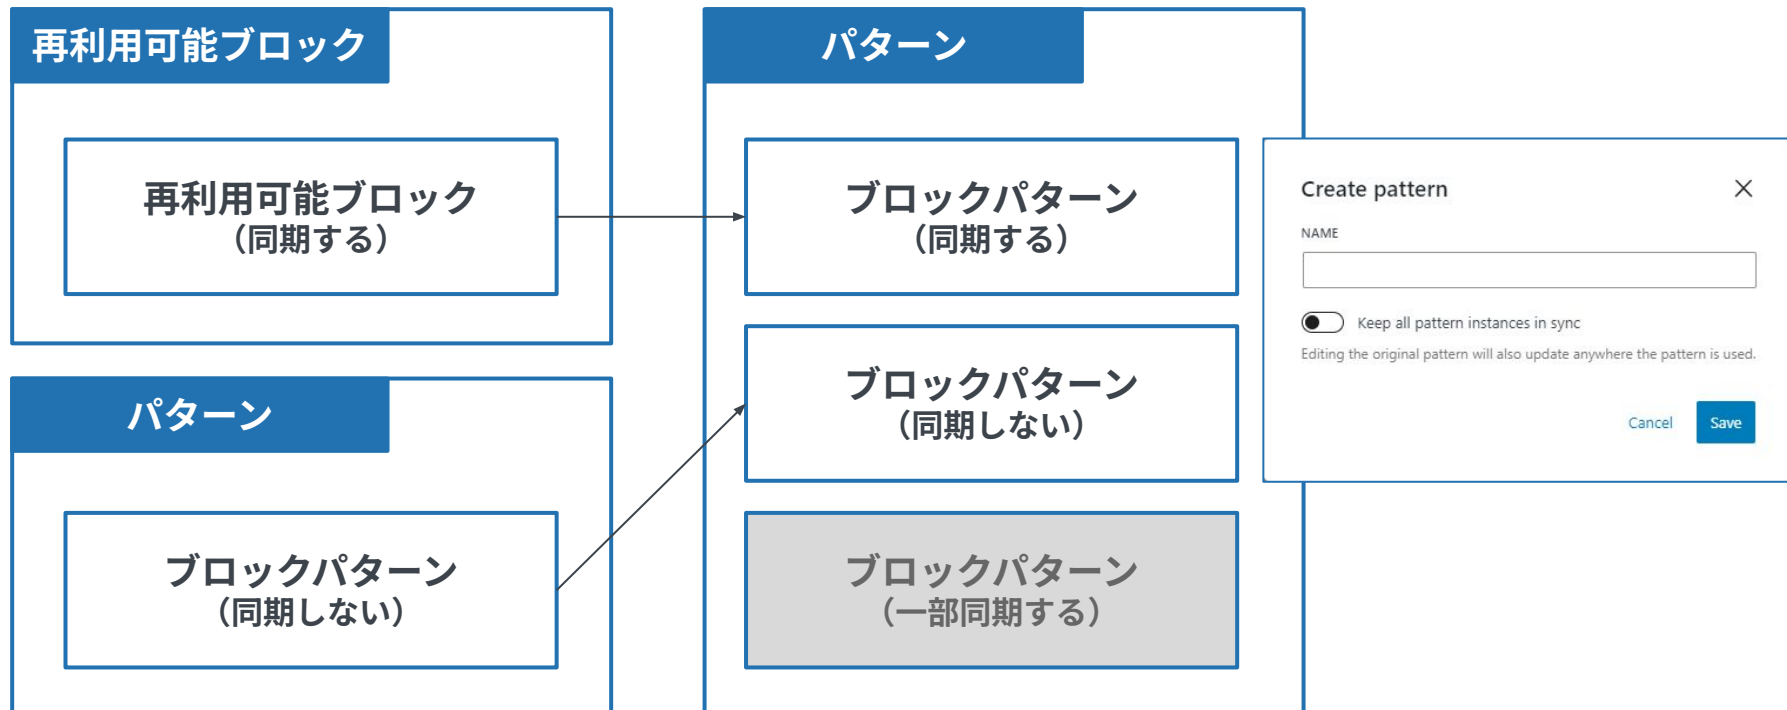 再利用可能ブロック
再利用可能ブロック
（同期する）
パターン
ブロックパターン
（同期しない）
パターン
ブロックパターン
（同期する）
ブロックパターン
（同期しない）
ブロックパターン
（一部同期する）
Create pattern
NAME
Keep all pattern instances in sync
Editing the original pattern will also update anywhere the pattern is used.
Cancel
Save